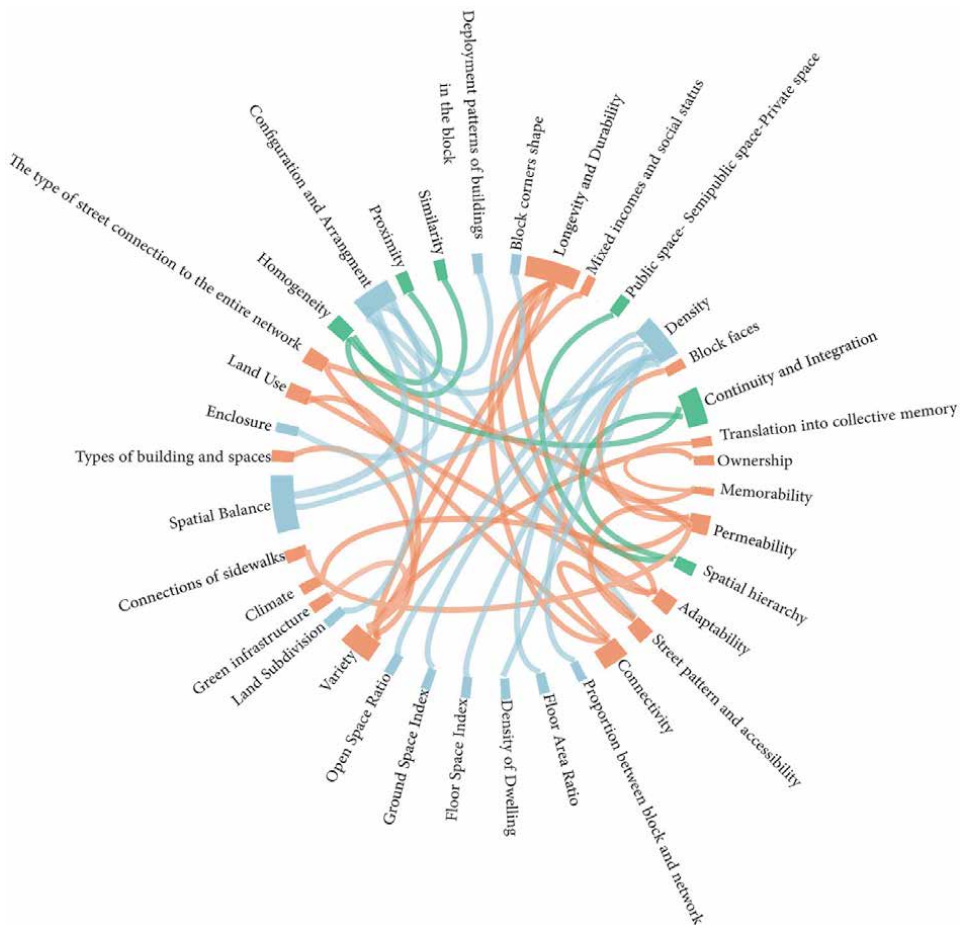 Deployment patterns of buildings
in the block
Block corners shape
Longevity and Durability
Mixed incomes and social status
Public space- Semipublic space-Private space
Density
Block faces
Continuity and Integration
Translation into collective memory
Ownership
Memorability
Permeability
Spatial hierarchy
Adaptability
Street pattern and accessibility
Connectivity
Proportion between block and network
Floor Area Ratio
Density of Dwelling
Floor Space Index
Ground Space Index
Open Space Ratio
Variety
Land Subdivision
Green infrastructure
Climate
Connections of sidewalks
Spatial Balance
Types of building and spaces
Enclosure
Land Use
The type of street connection to the entire network
Homogeneity
Configuration and Arrangment
Proximity
Similarity